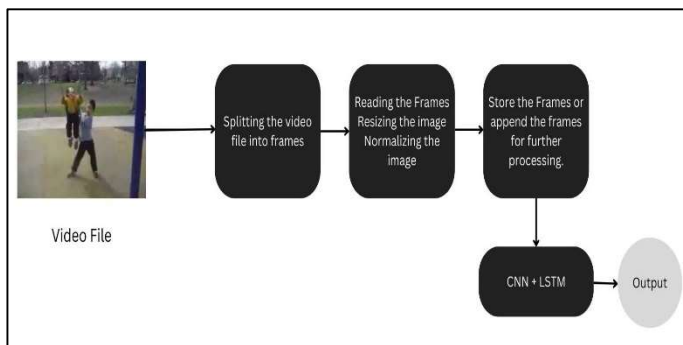 Video File
Splitting the video
file into frames
Reading the Frames
Resizing the image
Normalizing the
image
Store the Frames or
append the frames
for further
processing.
CNN + LSTM
Output